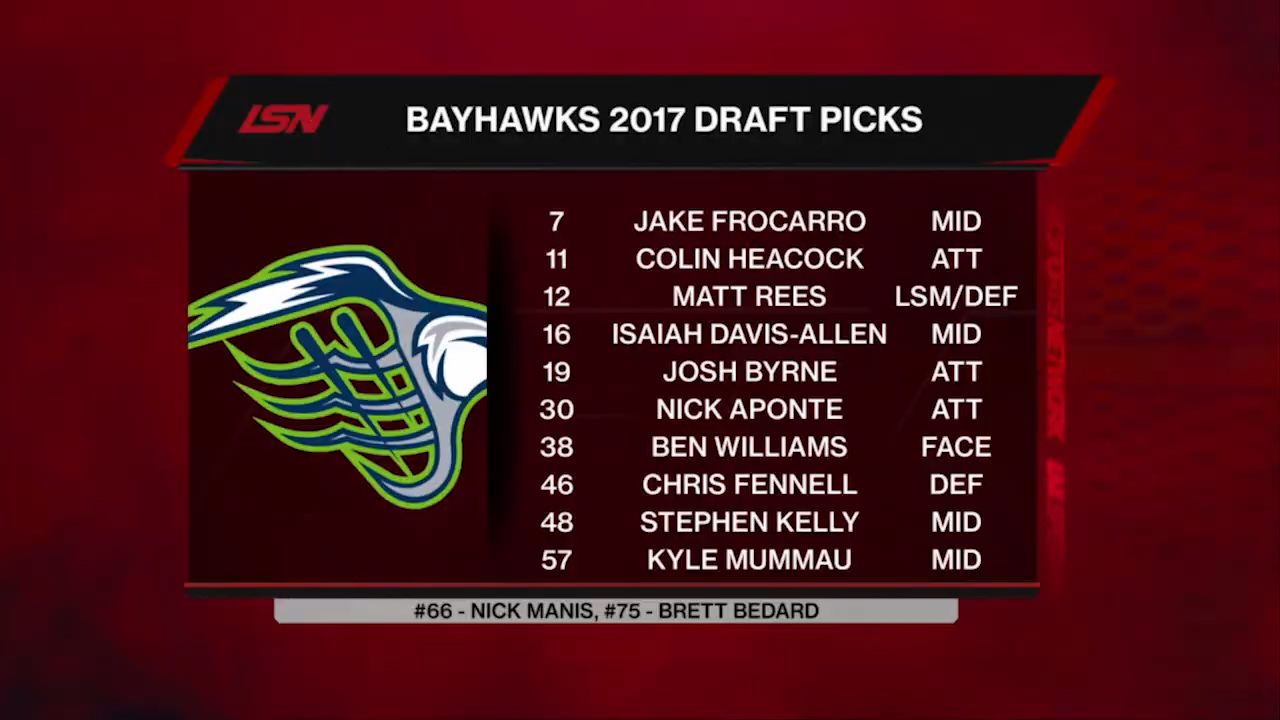 LSN
BAYHAWKS 2017 DRAFT PICKS
7 JAKE FROCARRO MID
11 COLIN HEACOCK ATT
12 MATT REES LSM/DEF
16 ISAIAH DAVIS-ALLEN MID
19 JOSH BYRNE ATT
30 NICK APONTE ATT
38 BEN WILLIAMS FACE
46 CHRIS FENNELL DEF
48 STEPHEN KELLY MID
57 KYLE MUMMAU MID
#66 - NICK MANIS, #75 - BRETT BEDARD